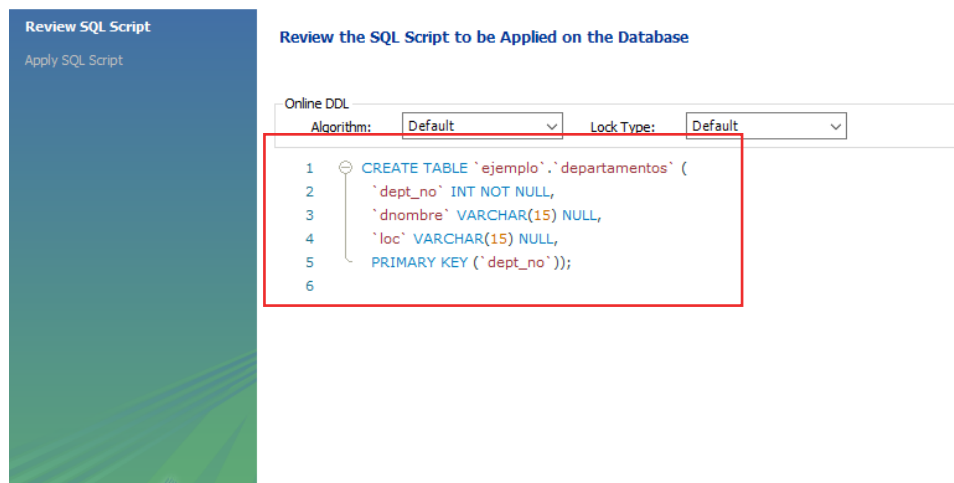 Review SQL Script
Apply SQL Script
Review the SQL Script to be Applied on the Database
Online DDL
Algorithm: Default Lock Type: Default
1 CREATE TABLE `ejemplo`.`departamentos` (
2 `dept_no` INT NOT NULL,
3 `dnombre` VARCHAR(15) NULL,
4 `loc` VARCHAR(15) NULL,
5 PRIMARY KEY (`dept_no`));
6